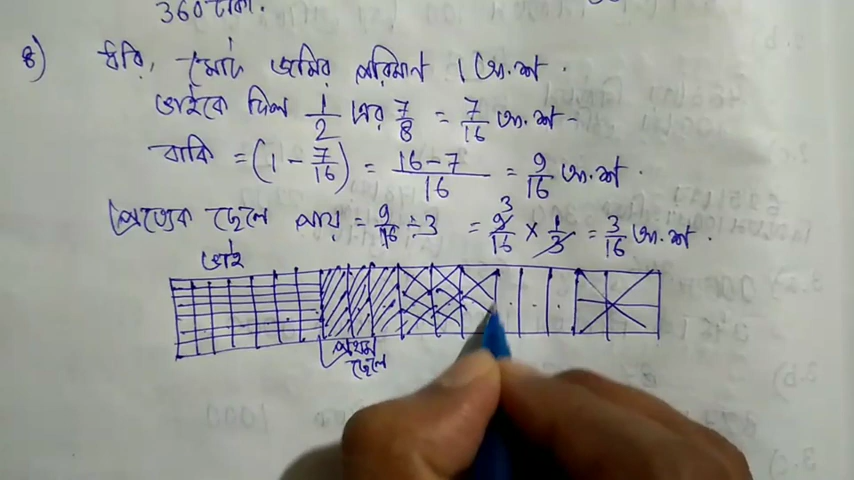 360 টাকা.
৪) ধরি, মোট জমির পরিমান 1 অংশ.
ভাইকে দিল 1/2 এর 7/8 = 7/16 অংশ-
বাকি = (1 - 7/16) = 16-7/16 = 9/16 অংশ.
প্রত্যেক ছেলে পায় = 9/16 ÷ 3 = 9/16 3 × 1/3 = 3/16 অংশ.
ভাই
প্রথম
ছেলে